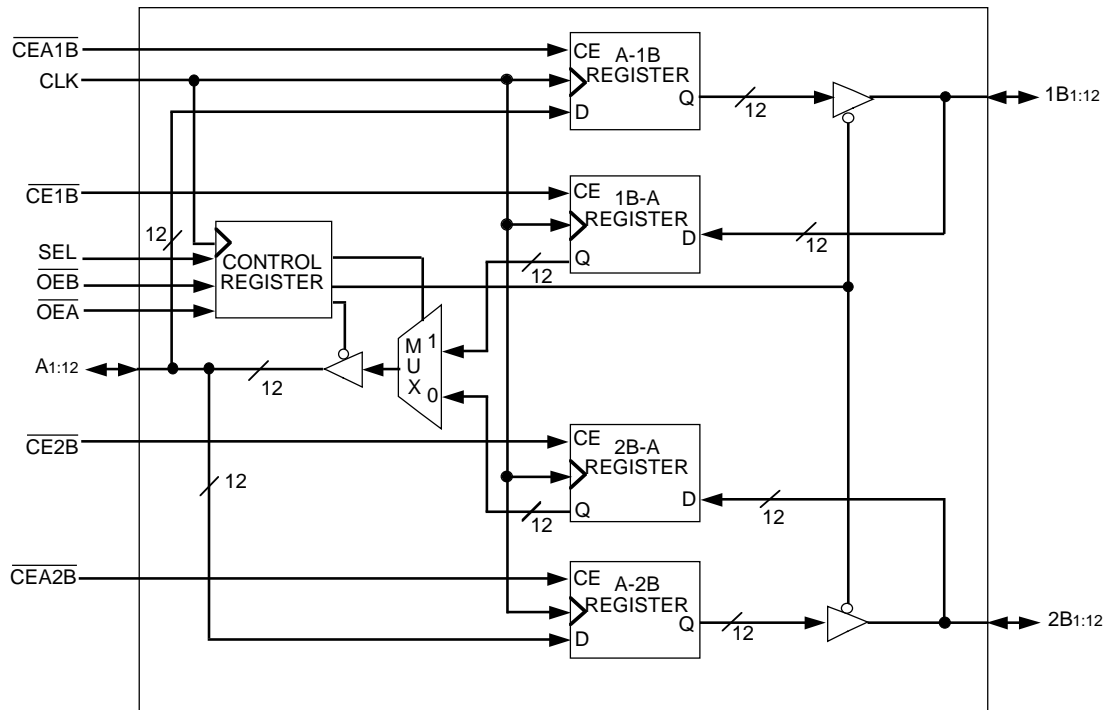 CEA1B
CLK
CE A-1B
REGISTER
D
Q
12
1B1:12
CE1B
CE 1B-A
REGISTER
D
Q
12
12
12
SEL
OEB
OEA
CONTROL
REGISTER
A1:12
12
M
U
X
1
0
CE2B
CE 2B-A
REGISTER
D
Q
12
12
12
CEA2B
CE A-2B
REGISTER
D
Q
12
2B1:12